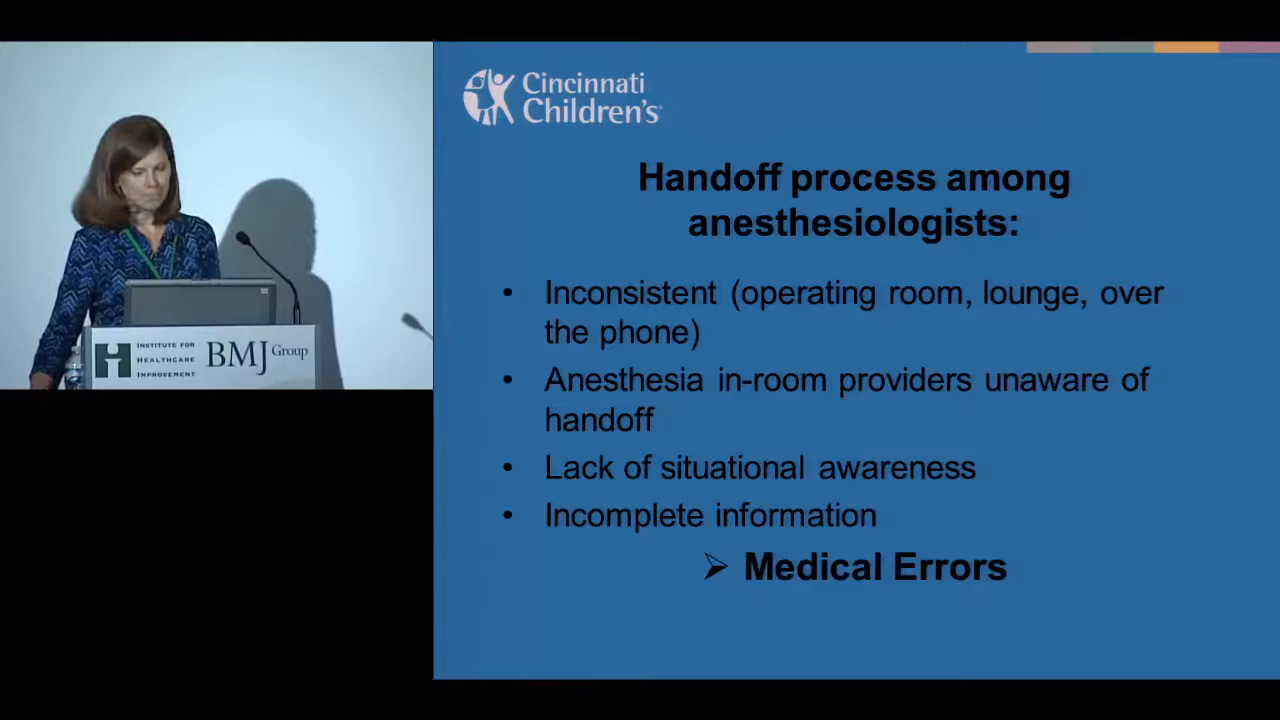 Cincinnati
Children's
Handoff process among
anesthesiologists:
• Inconsistent (operating room, lounge, over
the phone)
• Anesthesia in-room providers unaware of
handoff
• Lack of situational awareness
• Incomplete information
➢ Medical Errors
INSTITUTE FOR
HEALTHCARE
IMPROVEMENT
BMJ Group